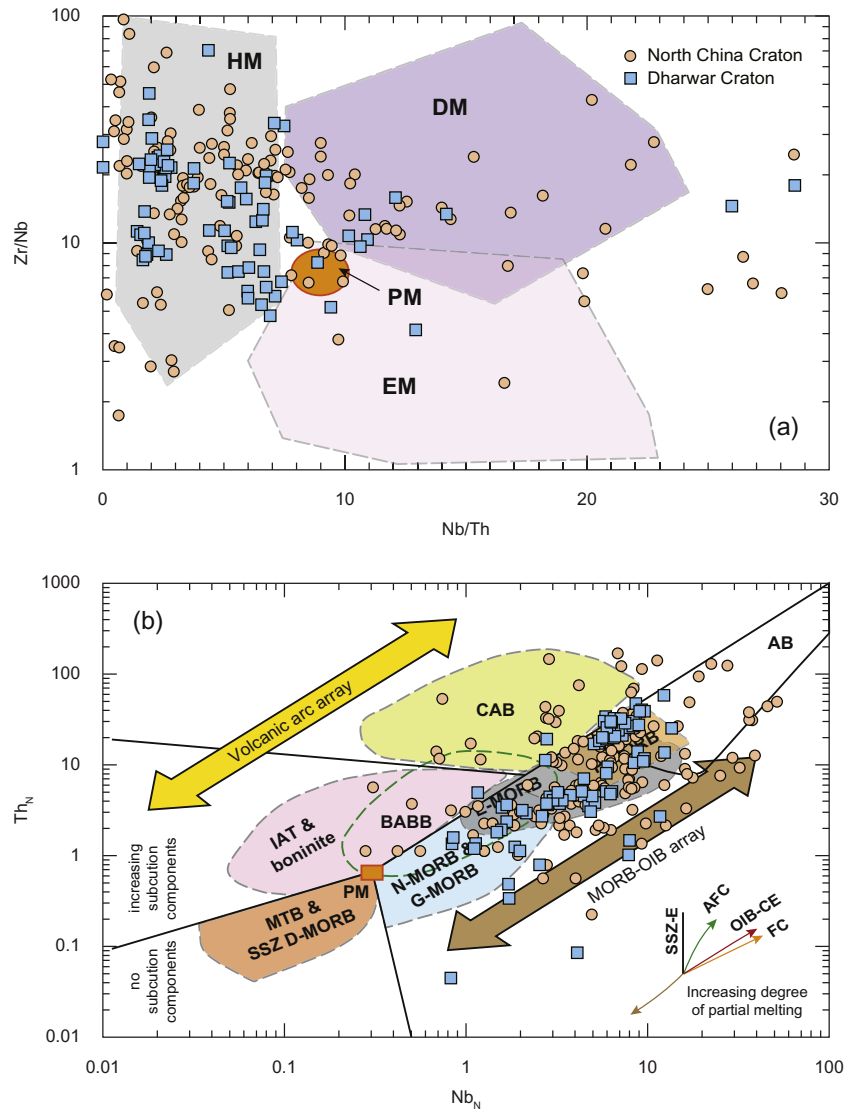 100
HM
DM
North China Craton
Dharwar Craton
Zr/Nb
10
PM
EM
(a)
1
0
10
20
30
Nb/Th
1000
(b)
AB
100
Volcanic arc array
CAB
Th_N
10
E-MORB
IAT &
boninite
BABB
1
increasing
subcution
components
PM
N-MORB &
G-MORB
MORB-OIB array
MTB &
SSZ D-MORB
0.1
no
subcution
components
SSZ-E
AFC
OIB-CE
FC
Increasing degree
of partial melting
0.01
0.01
0.1
1
10
100
Nb_N